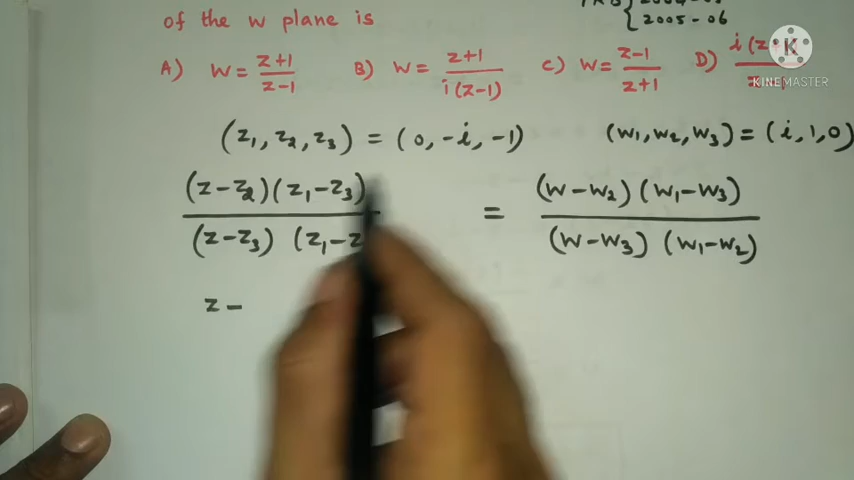 of the w plane is
2005-06
A) W = z+1 / z-1 B) W = z+1 / i(z-1) C) W = z-1 / z+1 D) i(z
K
KINEMASTER
(z1, z2, z3) = (0, -i, -1) (w1, w2, w3) = (i, 1, 0)
(z-z2)(z1-z3) / (z-z3) (z1-z = (w-w2)(w1-w3) / (w-w3) (w1-w2)
z -